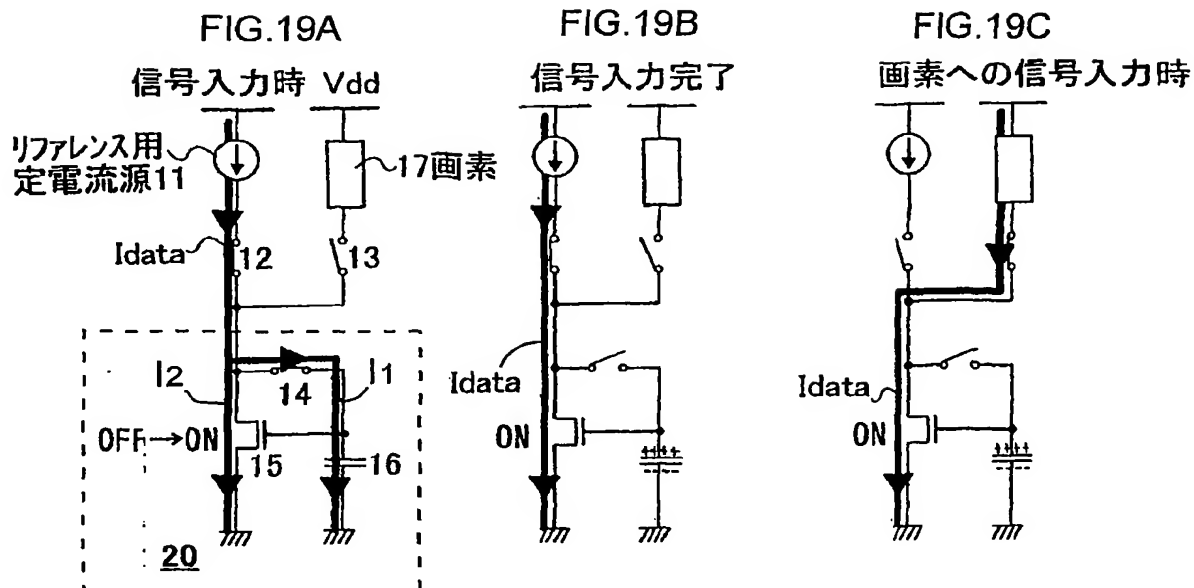 FIG.19A
信号入力時 Vdd
リファレンス用
定電流源11
17画素
Idata
12
13
I2
14
I1
OFF→ON
15
16
20
FIG.19B
信号入力完了
Idata
ON
FIG.19C
画素への信号入力時
Idata
ON